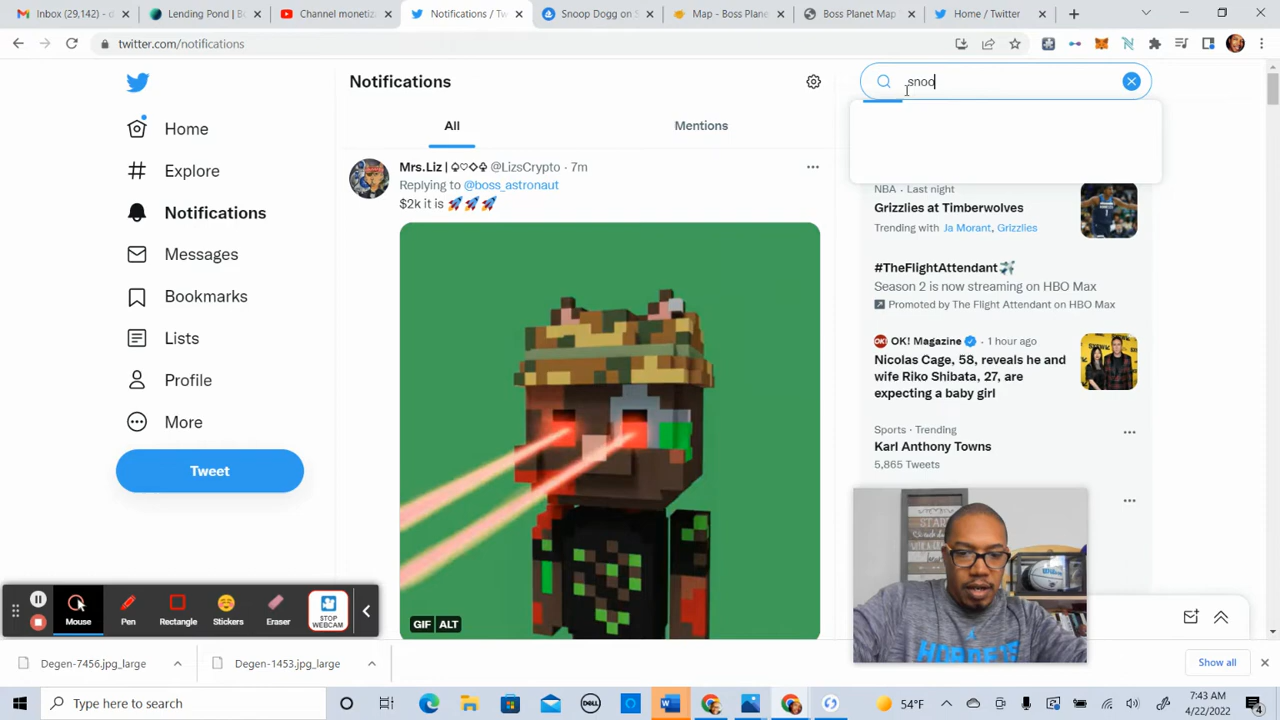 Inbox (29,142) - d
Lending Pond | Bo
Channel monetiz
Notifications / Tw
Snoop Dogg on S
Map - Boss Plane
Boss Planet Map
Home / Twitter
twitter.com/notifications
Notifications
snoo
All
Mentions
Home
Explore
Notifications
Messages
Bookmarks
Lists
Profile
More
Tweet
Mrs.Liz | ♤♡◇♧ @LizsCrypto · 7m
Replying to @boss_astronaut
$2k it is 🚀🚀🚀
GIF ALT
NBA · Last night
Grizzlies at Timberwolves
Trending with Ja Morant, Grizzlies
#TheFlightAttendant
Season 2 is now streaming on HBO Max
Promoted by The Flight Attendant on HBO Max
OK! Magazine · 1 hour ago
Nicolas Cage, 58, reveals he and
wife Riko Shibata, 27, are
expecting a baby girl
Sports · Trending
Karl Anthony Towns
5,865 Tweets
START
HORNETS
Mouse
Pen
Rectangle
Stickers
Eraser
STOP
WEBCAM
Degen-7456.jpg_large
Degen-1453.jpg_large
Show all
Type here to search
DELL
54°F
7:43 AM
4/22/2022
4